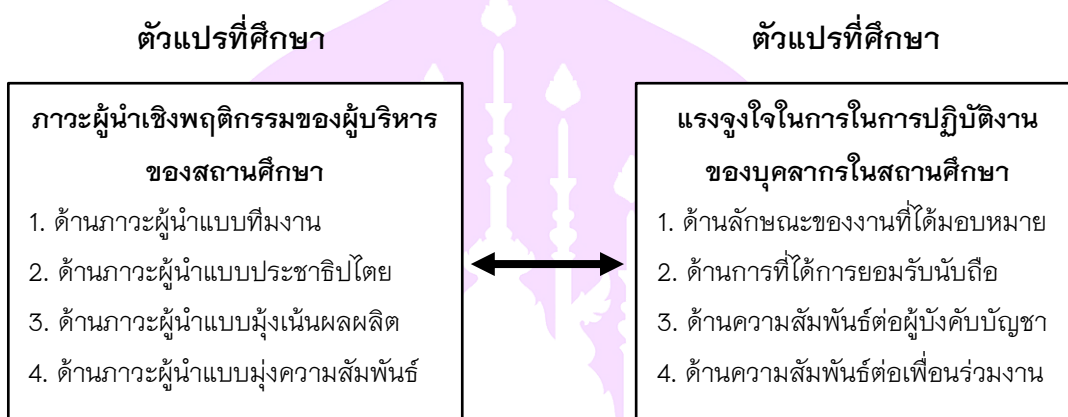 ตัวแปรที่ศึกษา
ภาวะผู้นำเชิงพฤติกรรมของผู้บริหาร
ของสถานศึกษา
1. ด้านภาวะผู้นำแบบทีมงาน
2. ด้านภาวะผู้นำแบบประชาธิปไตย
3. ด้านภาวะผู้นำแบบมุ้งเน้นผลผลิต
4. ด้านภาวะผู้นำแบบมุ่งความสัมพันธ์
ตัวแปรที่ศึกษา
แรงจูงใจในการในการปฏิบัติงาน
ของบุคลากรในสถานศึกษา
1. ด้านลักษณะของงานที่ได้มอบหมาย
2. ด้านการที่ได้การยอมรับนับถือ
3. ด้านความสัมพันธ์ต่อผู้บังคับบัญชา
4. ด้านความสัมพันธ์ต่อเพื่อนร่วมงาน